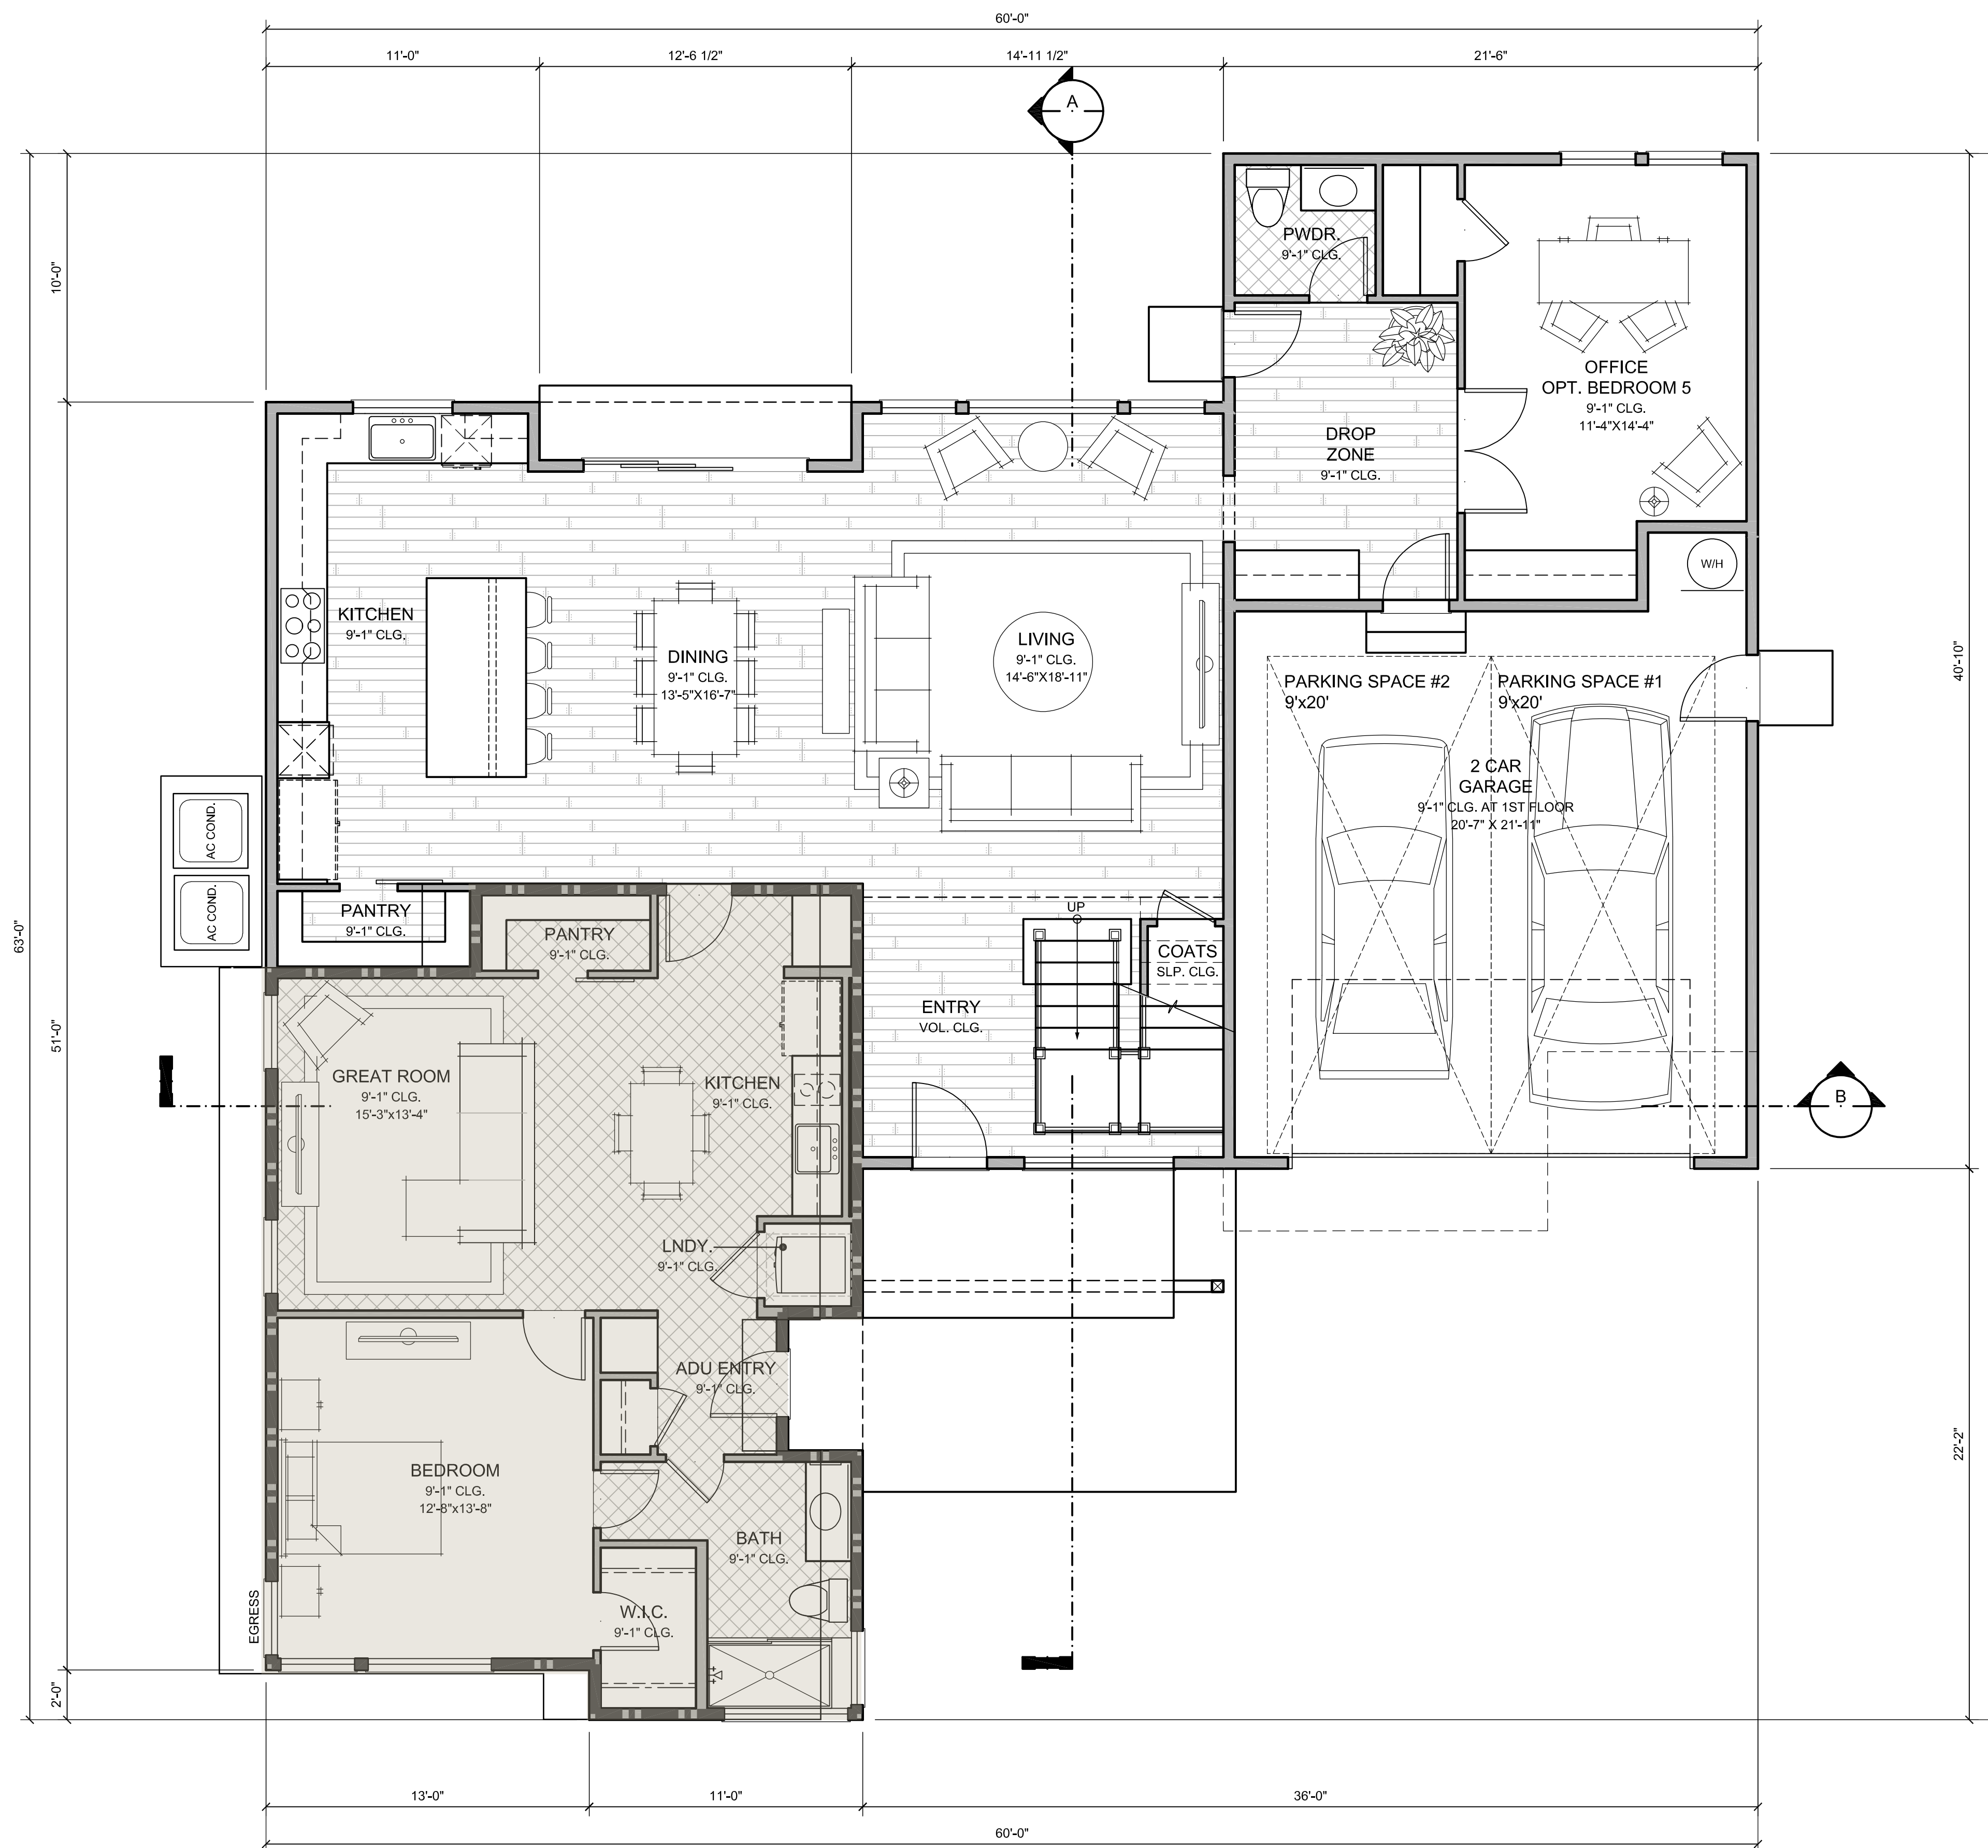 60'-0"
11'-0"
12'-6 1/2"
14'-11 1/2"
21'-6"
A
PWDR.
9'-1" CLG.
10'-0"
OFFICE
OPT. BEDROOM 5
9'-1" CLG.
11'-4"X14'-4"
DROP
ZONE
9'-1" CLG.
W/H
KITCHEN
9'-1" CLG.
DINING
9'-1" CLG.
13'-5"X16'-7"
LIVING
9'-1" CLG.
14'-6"X18'-11"
40'-10"
PARKING SPACE #2
9'x20'
PARKING SPACE #1
9'x20'
2 CAR
GARAGE
9'-1" CLG. AT 1ST FLOOR
20'-7" X 21'-11"
AC COND.
AC COND.
PANTRY
9'-1" CLG.
PANTRY
9'-1" CLG.
UP
COATS
SLP. CLG.
63'-0"
51'-0"
ENTRY
VOL. CLG.
GREAT ROOM
9'-1" CLG.
15'-3"x13'-4"
KITCHEN
9'-1" CLG.
B
LNDY.
9'-1" CLG.
ADU ENTRY
9'-1" CLG.
22'-2"
BEDROOM
9'-1" CLG.
12'-8"x13'-8"
BATH
9'-1" CLG.
EGRESS
W.I.C.
9'-1" CLG.
2'-0"
13'-0"
11'-0"
36'-0"
60'-0"